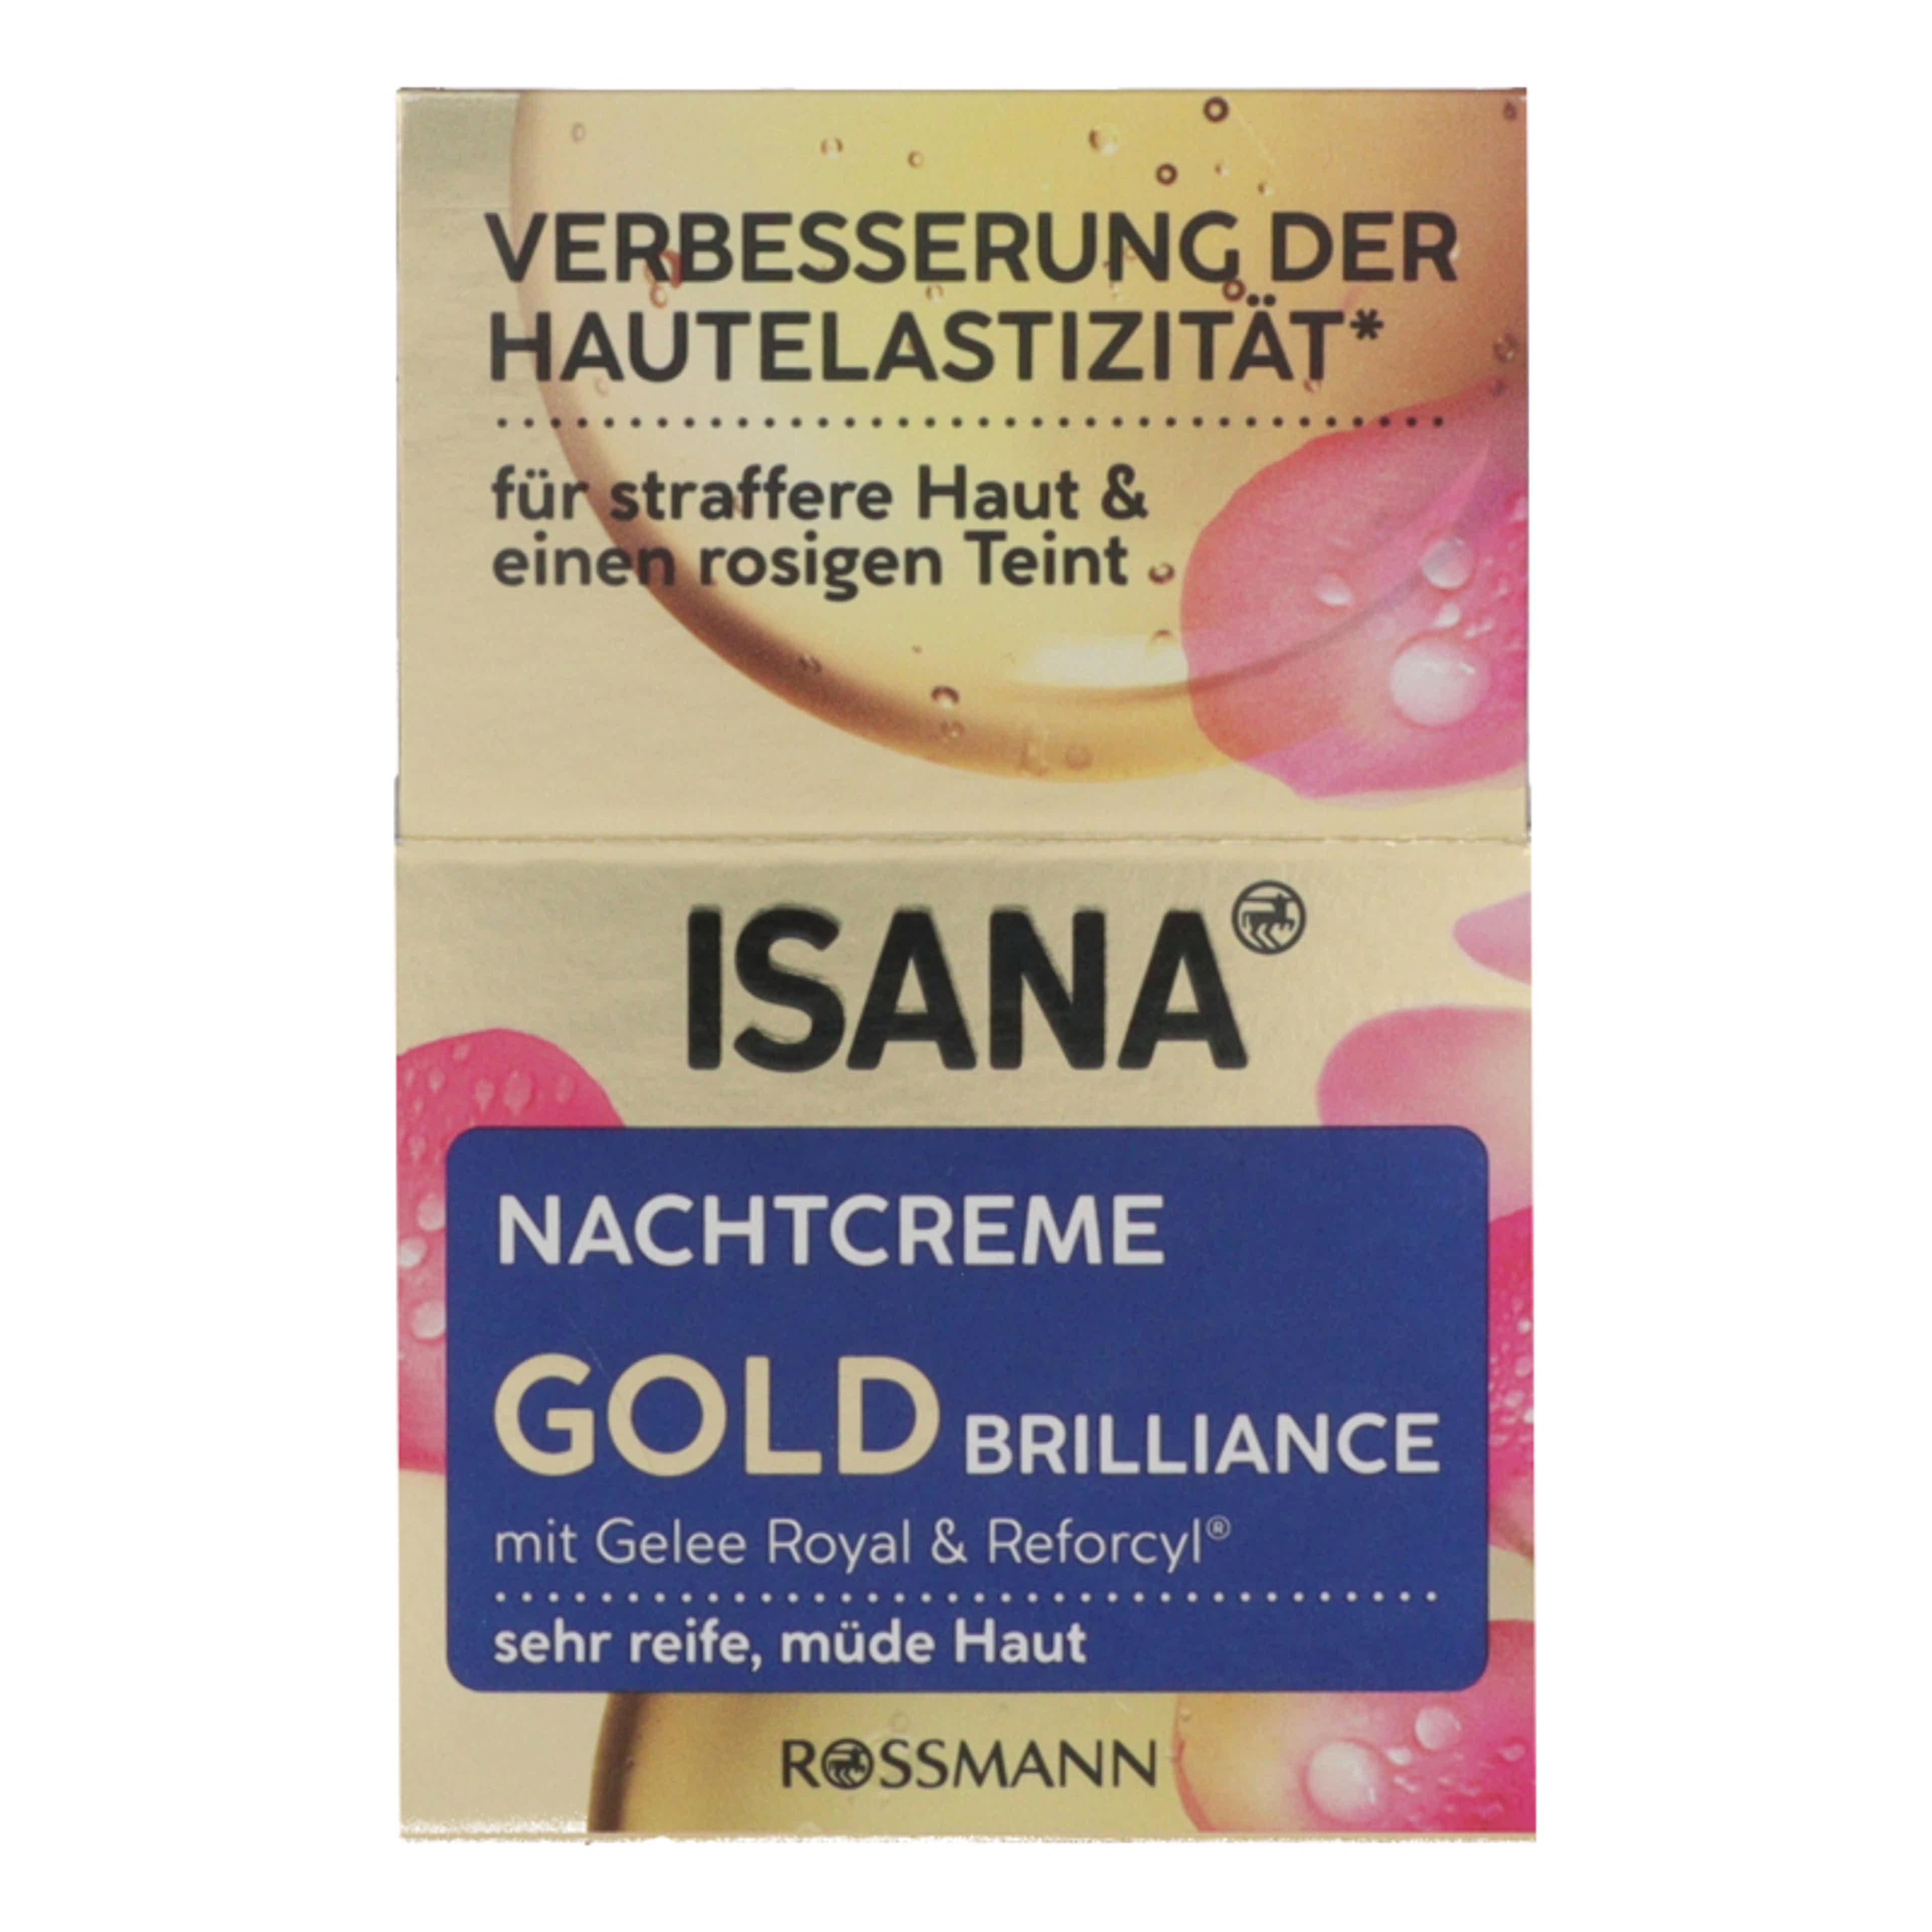 VERBESSERUNG DER
HAUTELASTIZITÄT*
für straffere Haut &
einen rosigen Teint
ISANA
NACHTCREME
GOLD BRILLIANCE
mit Gelee Royal & Reforcyl®
sehr reife, müde Haut
ROSSMANN